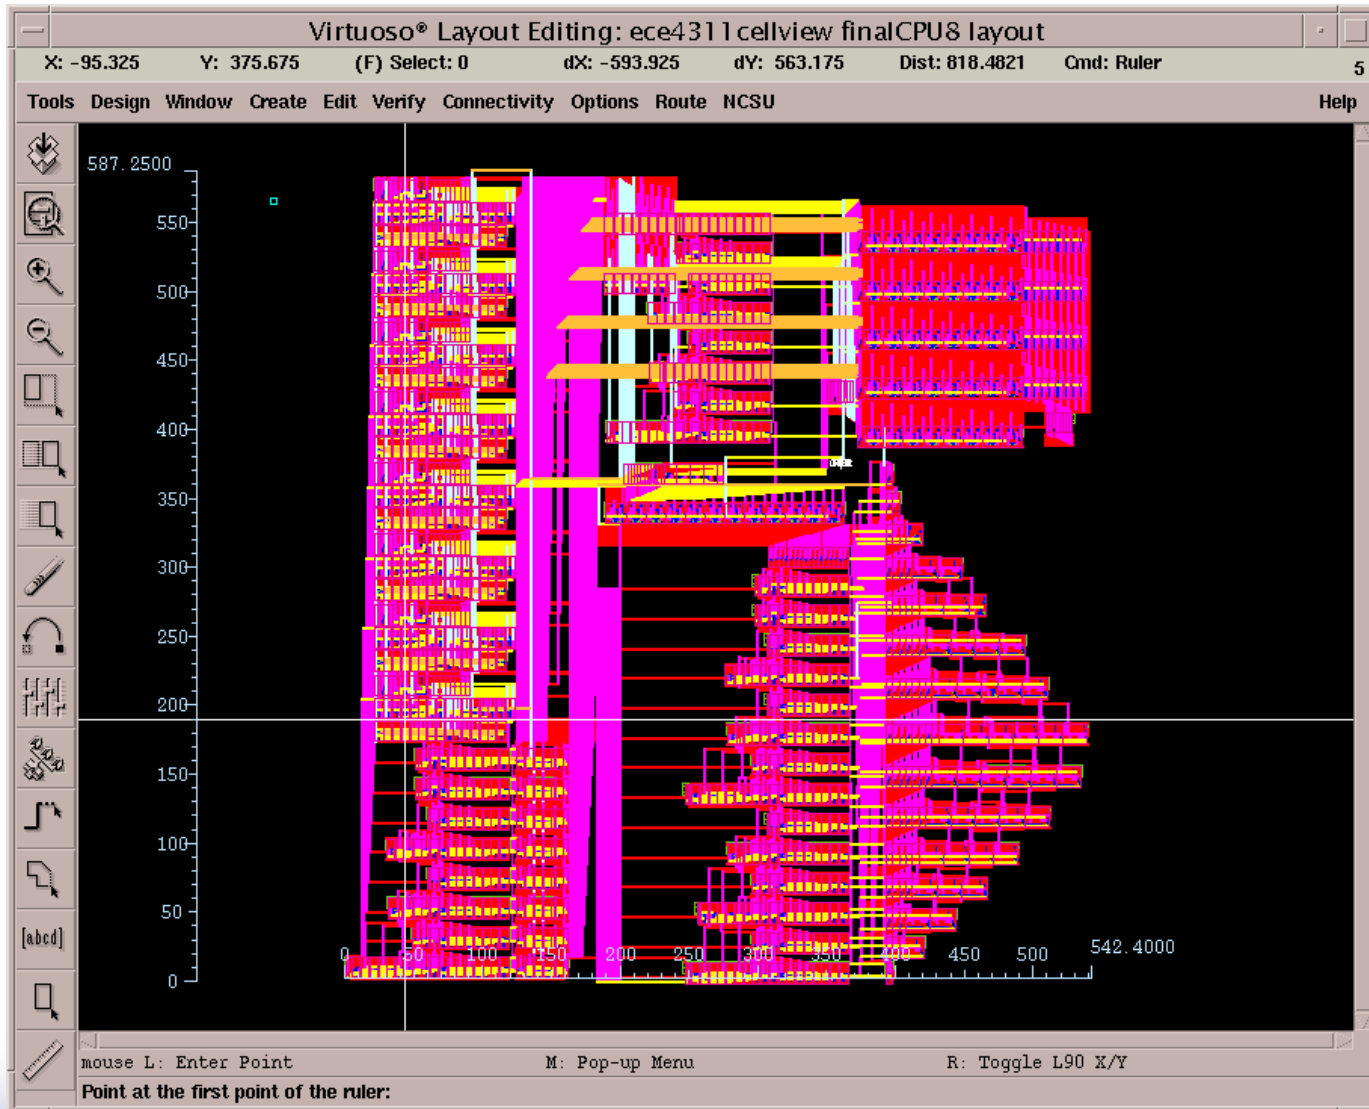 Virtuoso® Layout Editing: ece4311cellview finalCPU8 layout
X: -95.325 Y: 375.675 (F) Select: 0 dX: -593.925 dY: 563.175 Dist: 818.4821 Cmd: Ruler 5
Tools Design Window Create Edit Verify Connectivity Options Route NCSU Help
587.2500
550
500
450
400
350
300
250
200
150
100
50
[abcd]
0 50 100 150 200 250 300 350 400 450 500 542.4000
0
mouse L: Enter Point M: Pop-up Menu R: Toggle L90 X/Y
Point at the first point of the ruler: